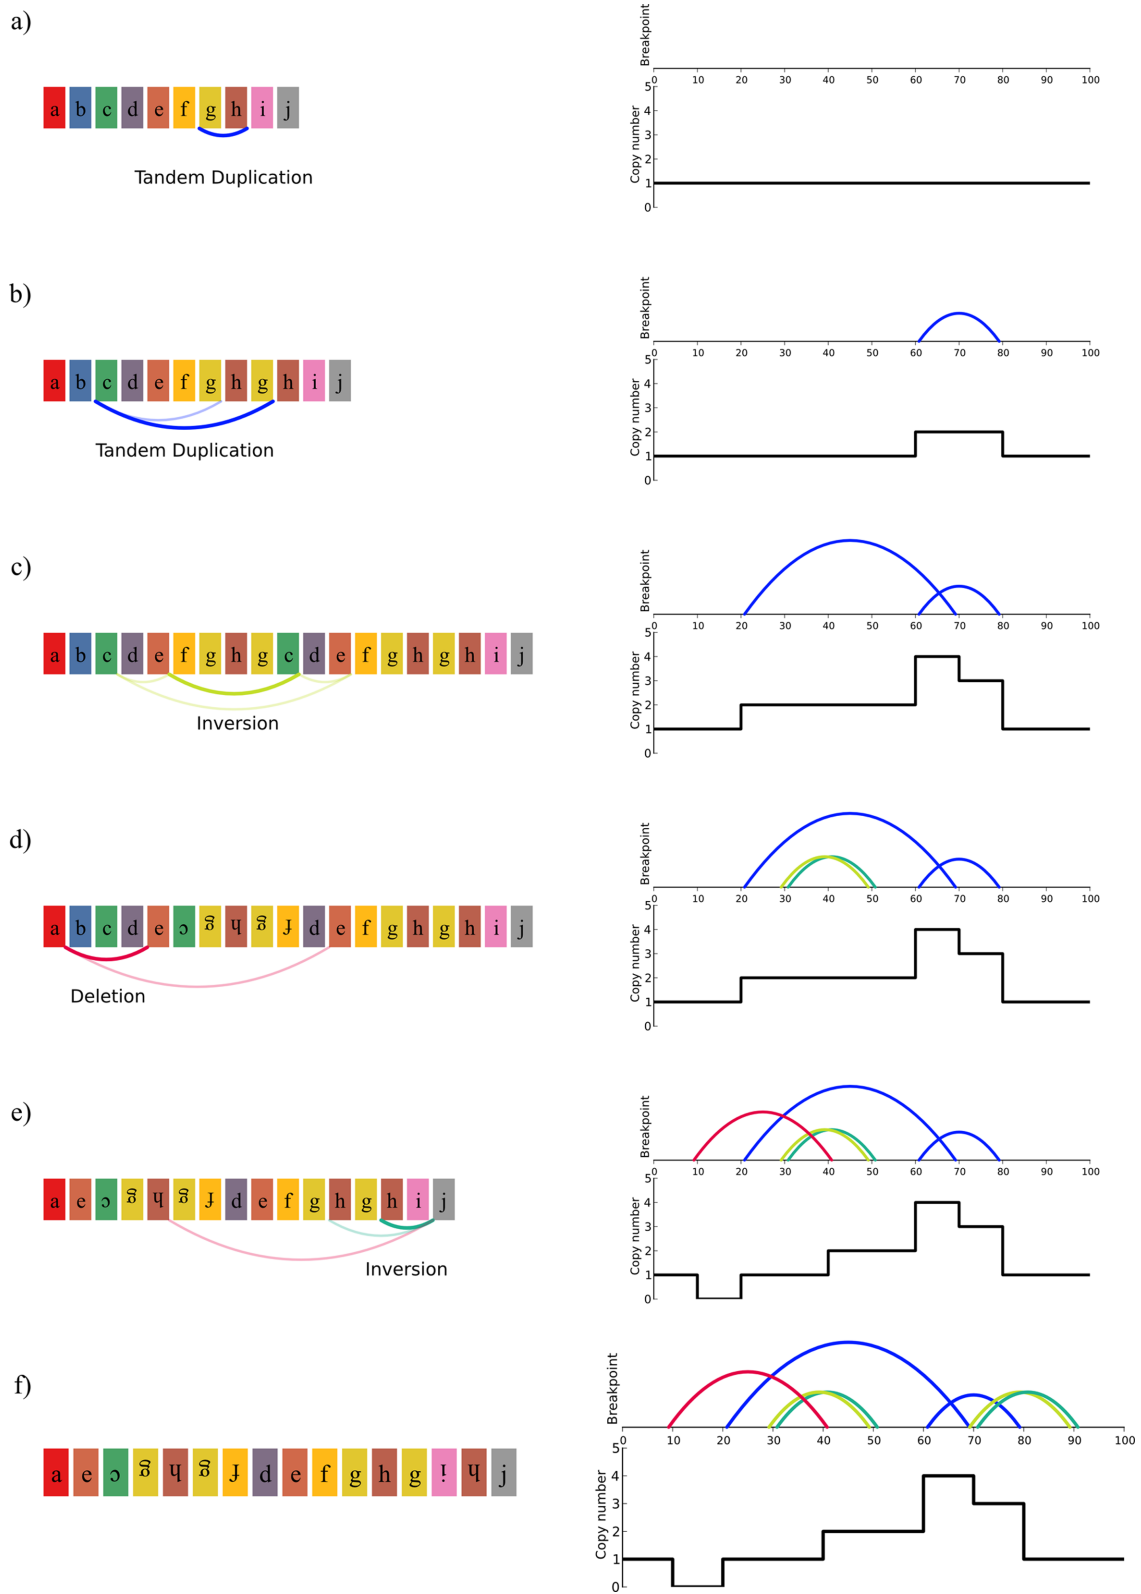 a)
Breakpoint
0 10 20 30 40 50 60 70 80 90 100
a b c d e f g h i j
Tandem Duplication
Copy number
5
4
3
2
1
0
b)
Breakpoint
0 10 20 30 40 50 60 70 80 90 100
a b c d e f g h g h i j
Tandem Duplication
Copy number
5
4
3
2
1
0
c)
Breakpoint
0 10 20 30 40 50 60 70 80 90 100
a b c d e f g h g c d e f g h g h i j
Inversion
Copy number
5
4
3
2
1
0
d)
Breakpoint
0 10 20 30 40 50 60 70 80 90 100
a b c d e ɔ ƃ ɥ ƃ ɟ p e f g h g h i j
Deletion
Copy number
5
4
3
2
1
0
e)
Breakpoint
0 10 20 30 40 50 60 70 80 90 100
a e ɔ ƃ ɥ ƃ ɟ p e f g h g h i j
Inversion
Copy number
5
4
3
2
1
0
f)
Breakpoint
0 10 20 30 40 50 60 70 80 90 100
a e ɔ ƃ ɥ ƃ ɟ p e f g h g ᴉ ɥ j
Copy number
5
4
3
2
1
0